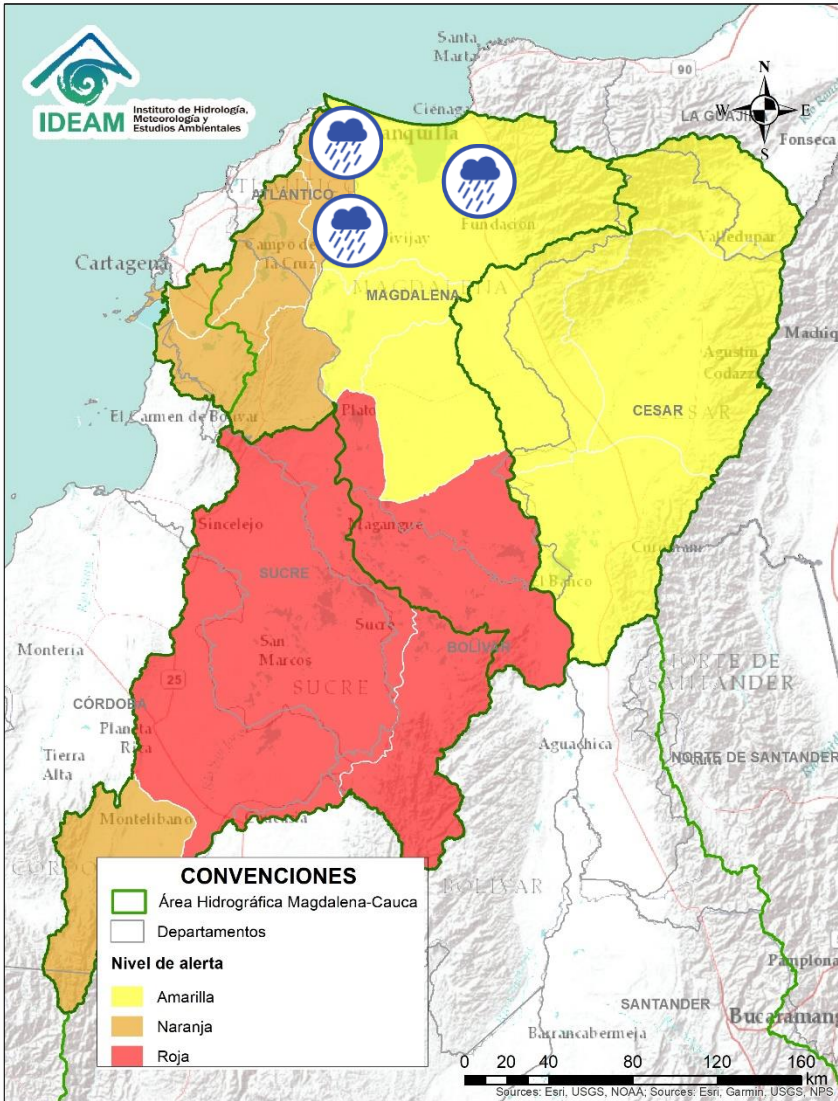 IDEAM
Instituto de Hidrología,
Meteorología y
Estudios Ambientales
Santa
Marta
90
N
W
E
S
Ciénaga
LA GUAJIRA
Fonseca
anquilla
ATLÁNTICO
Valledupar
Fundación
Campo de
la Cruz
ivijay
Cartagena
MAGDALENA
Agustín
Codazzi
El Carmen de Bolívar
Plato
CESAR
Sincelejo
Magangué
SUCRE
El Banco
Sucre
BOLÍVAR
Montería
San
Marcos
SUCRE
25
CÓRDOBA
Planeta
Rica
Tierra
Alta
NORTE DE
SANTANDER
Aguachica
NORTE DE SANTANDER
Montelíbano
BOLÍVAR
CONVENCIONES
Área Hidrográfica Magdalena-Cauca
Departamentos
Nivel de alerta
Amarilla
Naranja
Roja
Pamplona
SANTANDER
Bucaramang
Barrancabermeja
0 20 40 80 120 160
km
Sources: Esri, USGS, NOAA; Sources: Esri, Garmin, USGS, NPS